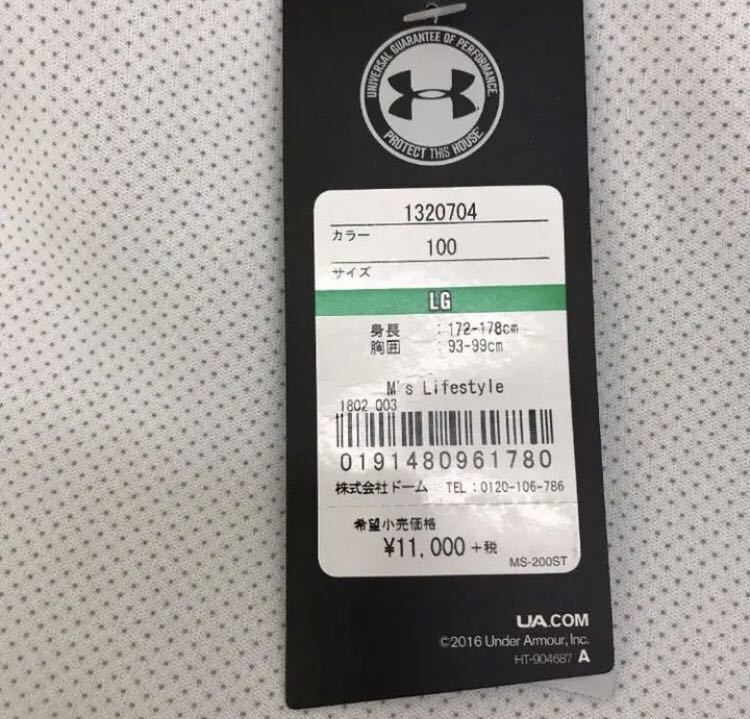 UNIVERSAL GUARANTEE OF PERFORMANCE.
PROTECT THIS HOUSE
1320704
カラー
100
サイズ
LG
身長 :172-178cm
胸囲 :93-99cm
M's Lifestyle
1802 Q03
0191480961780
株式会社ドーム TEL:0120-106-786
希望小売価格
¥11,000+税
MS-200ST
UA.COM
©2016 Under Armour, Inc.
HT-904687 A